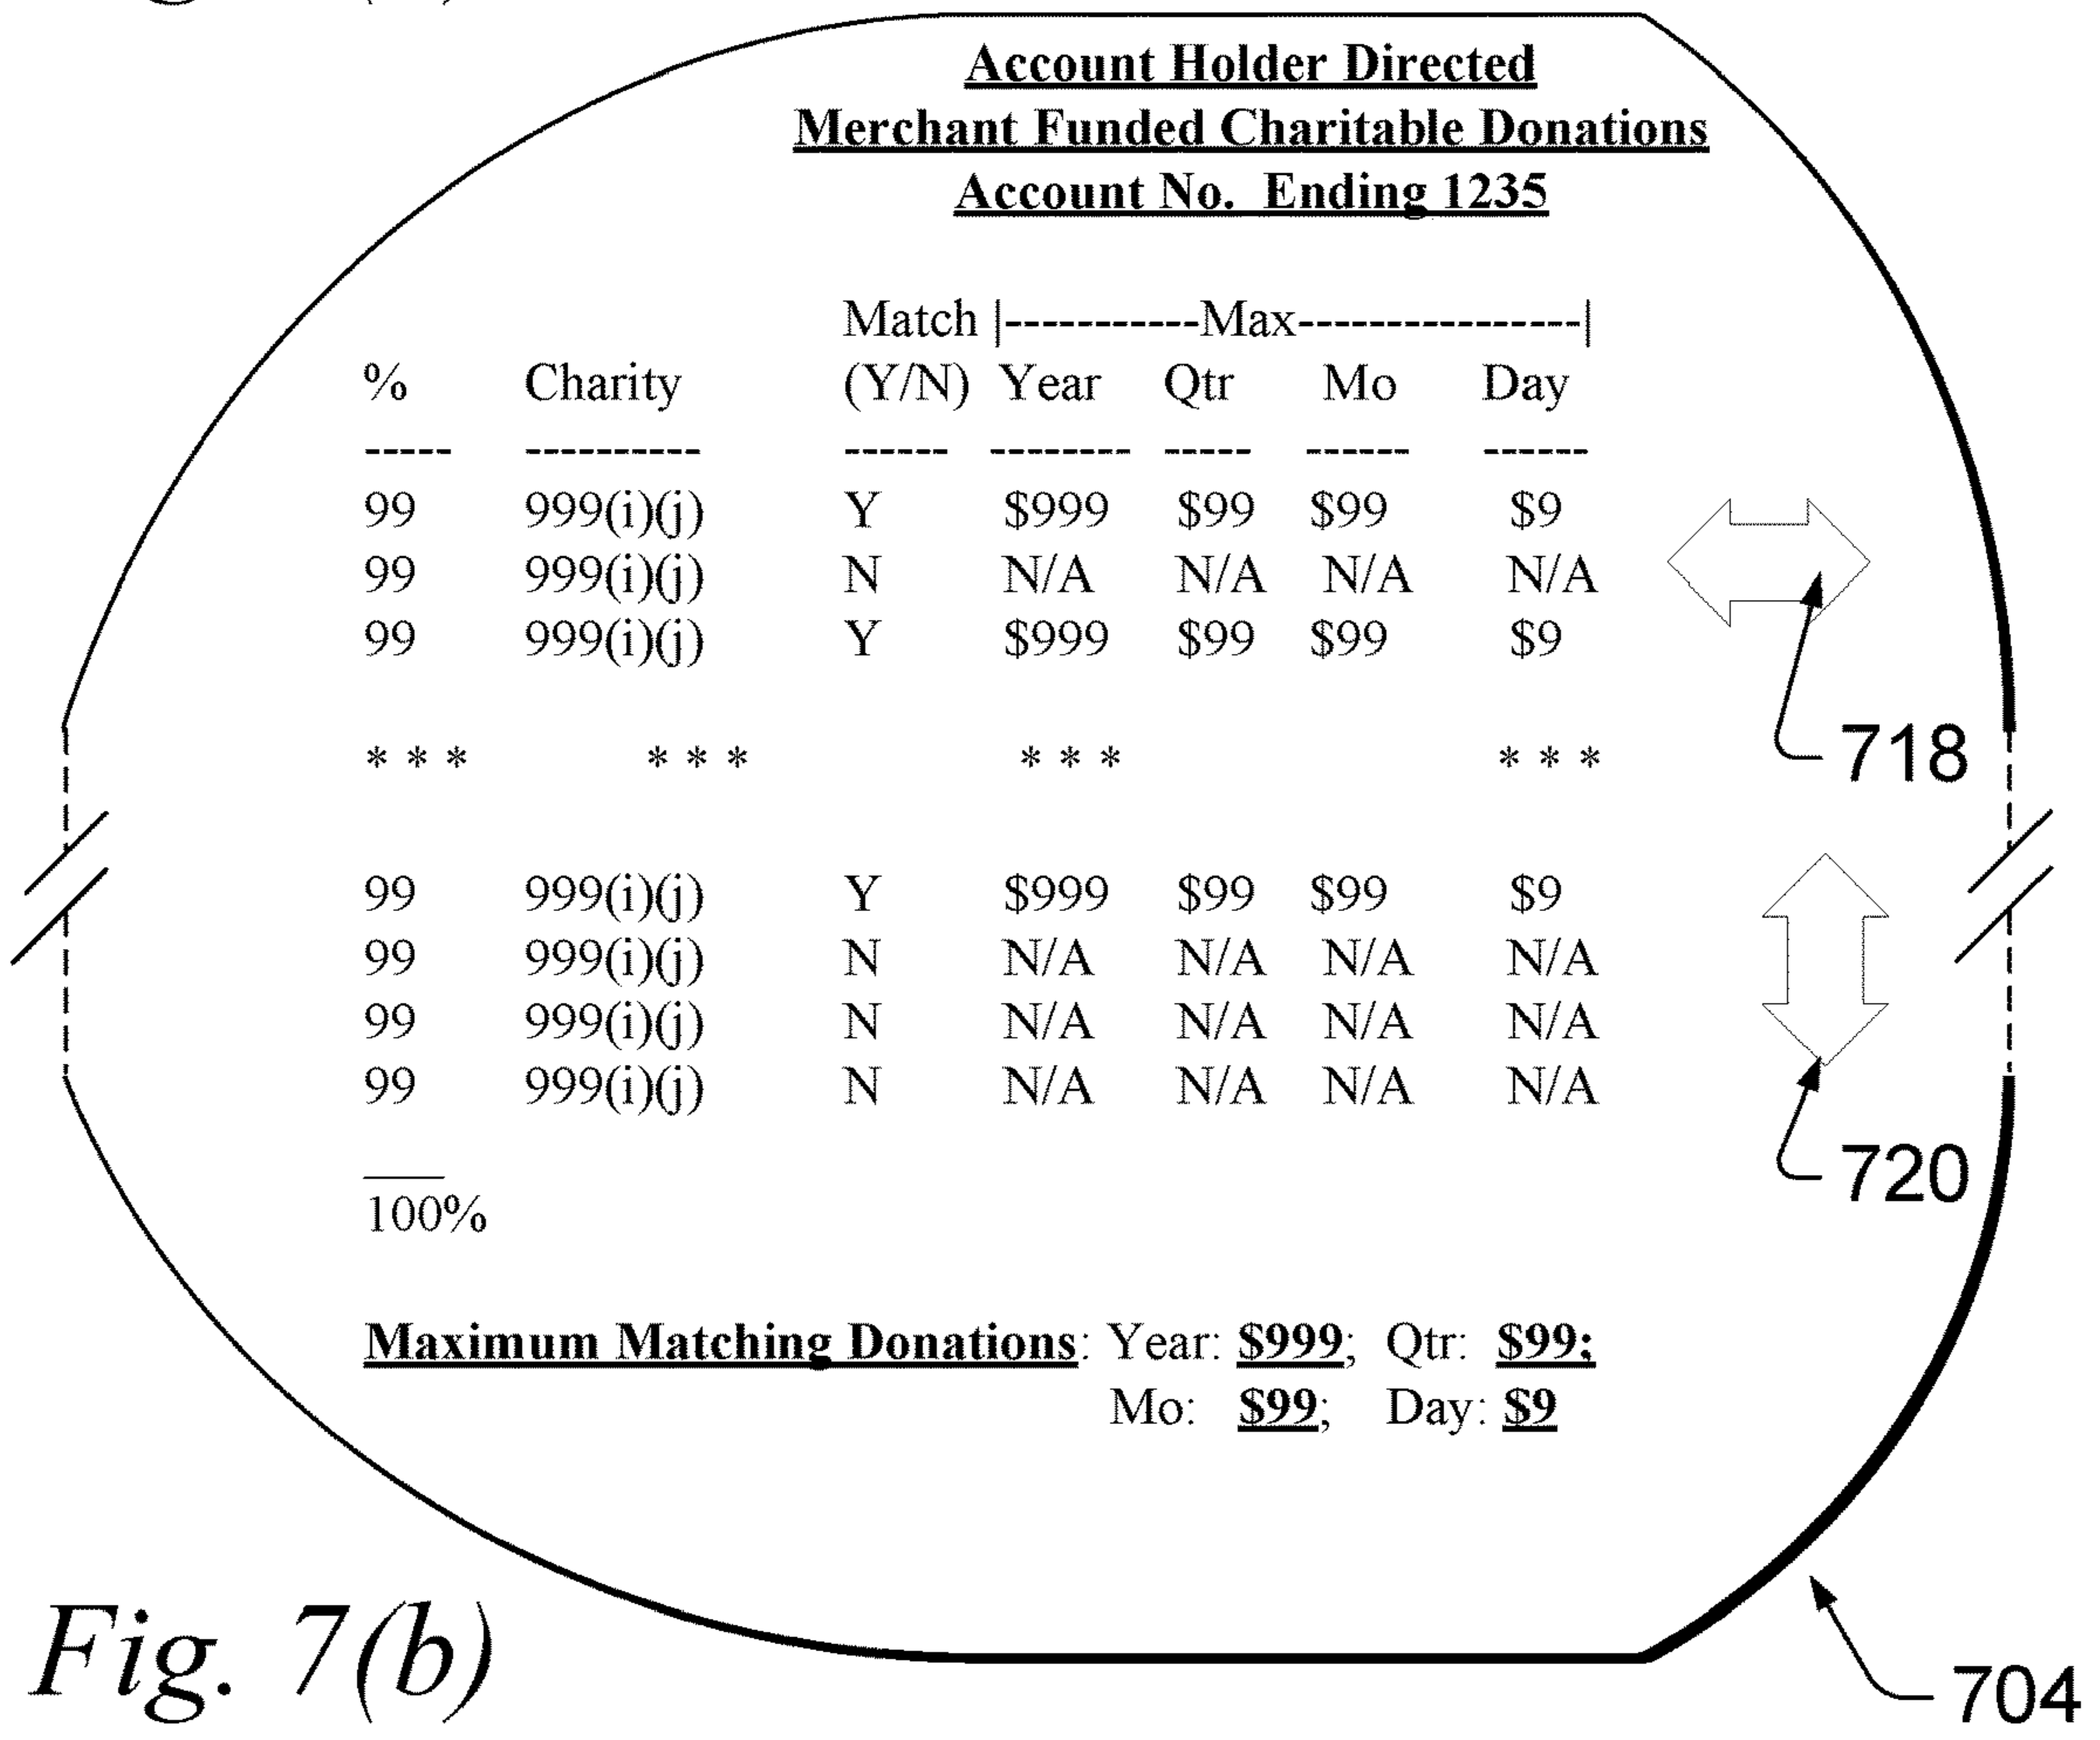 Account Holder Directed
Merchant Funded Charitable Donations
Account No. Ending 1235
Match |-----------Max----------------|
% Charity (Y/N) Year Qtr Mo Day
----- ---------- ------ -------- ----- ------ ------
99 999(i)(j) Y $999 $99 $99 $9
99 999(i)(j) N N/A N/A N/A N/A
99 999(i)(j) Y $999 $99 $99 $9
718
* * * * * * * * * * * *
99 999(i)(j) Y $999 $99 $99 $9
99 999(i)(j) N N/A N/A N/A N/A
99 999(i)(j) N N/A N/A N/A N/A
99 999(i)(j) N N/A N/A N/A N/A
720
100%
Maximum Matching Donations: Year: $999; Qtr: $99;
Mo: $99; Day: $9
Fig. 7(b)
704